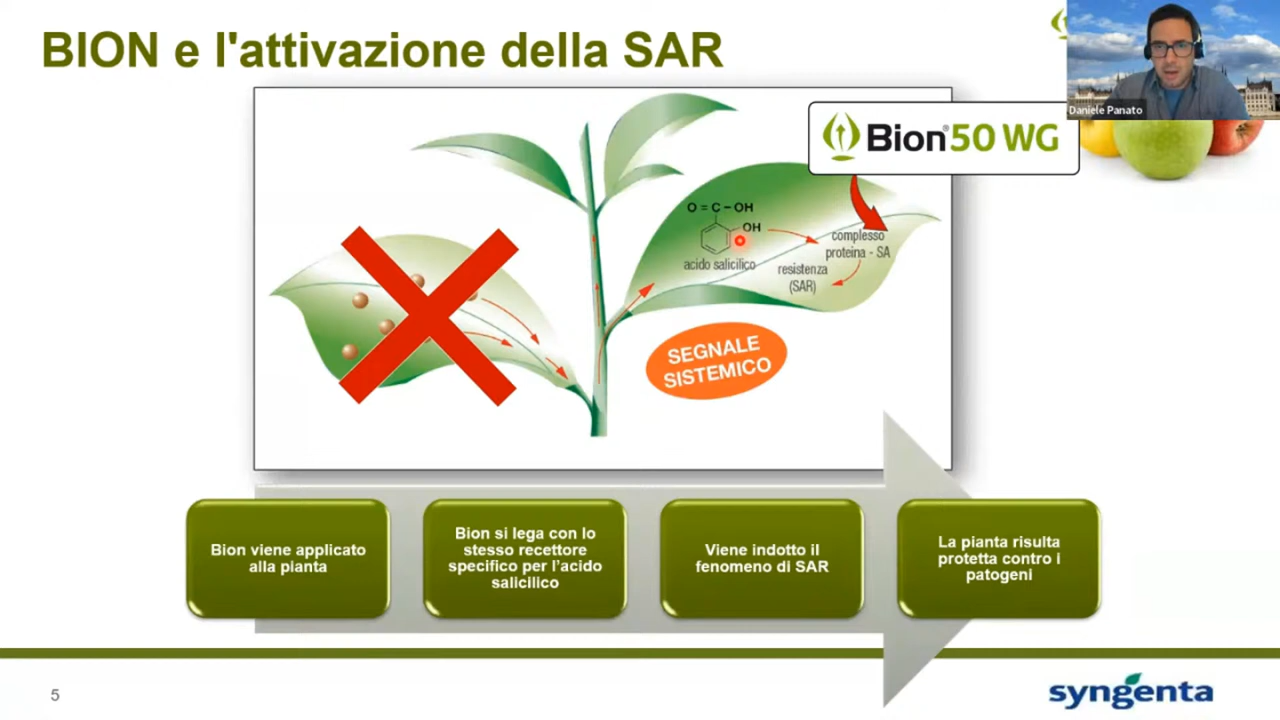 BION e l'attivazione della SAR
Daniele Panato
Bion® 50 WG
O = C – OH
OH
acido salicilico
complesso
proteina - SA
resistenza
(SAR)
SEGNALE
SISTEMICO
Bion viene applicato
alla pianta
Bion si lega con lo
stesso recettore
specifico per l'acido
salicilico
Viene indotto il
fenomeno di SAR
La pianta risulta
protetta contro i
patogeni
5
syngenta